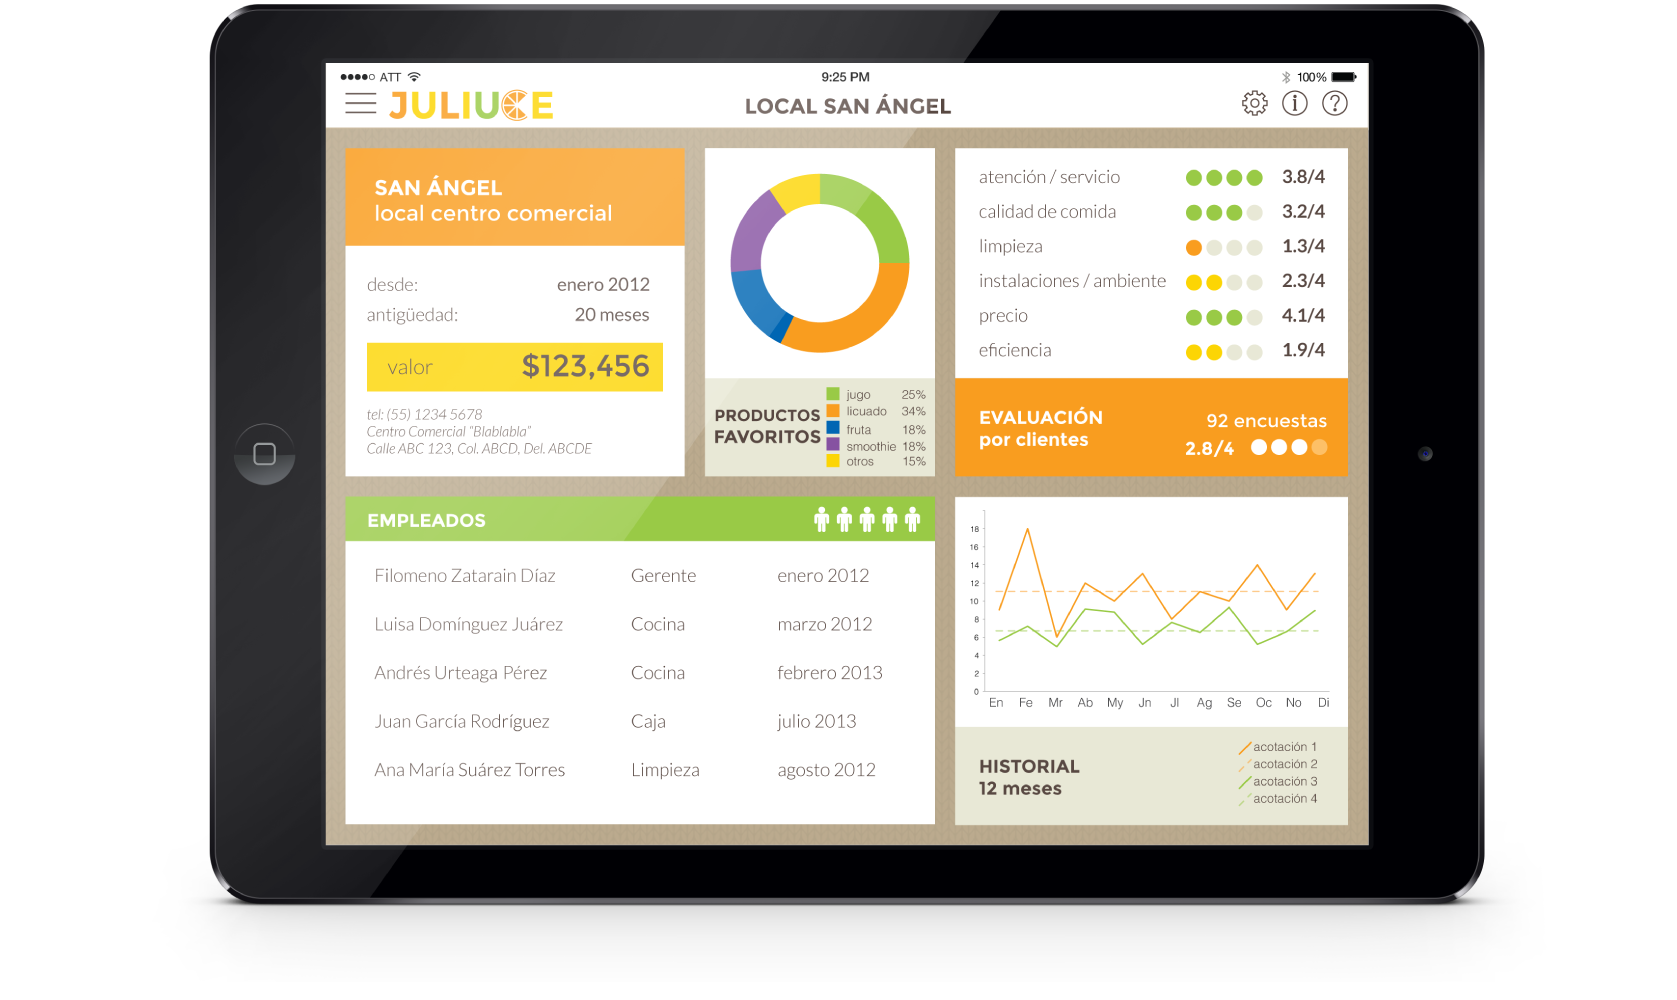 ATT
9:25 PM
100%
JULIUCE
LOCAL SAN ÁNGEL
SAN ÁNGEL
local centro comercial
desde: enero 2012
antigüedad: 20 meses
valor $123,456
tel: (55) 1234 5678
Centro Comercial "Blablabla"
Calle ABC 123, Col. ABCD, Del. ABCDE
PRODUCTOS
FAVORITOS
jugo 25%
licuado 34%
fruta 18%
smoothie 18%
otros 15%
atención / servicio 3.8/4
calidad de comida 3.2/4
limpieza 1.3/4
instalaciones / ambiente 2.3/4
precio 4.1/4
eficiencia 1.9/4
EVALUACIÓN
por clientes
92 encuestas
2.8/4
EMPLEADOS
Filomeno Zatarain Díaz Gerente enero 2012
Luisa Domínguez Juárez Cocina marzo 2012
Andrés Urteaga Pérez Cocina febrero 2013
Juan García Rodríguez Caja julio 2013
Ana María Suárez Torres Limpieza agosto 2012
18
16
14
12
10
8
6
4
2
0
En Fe Mr Ab My Jn Jl Ag Se Oc No Di
HISTORIAL
12 meses
acotación 1
acotación 2
acotación 3
acotación 4